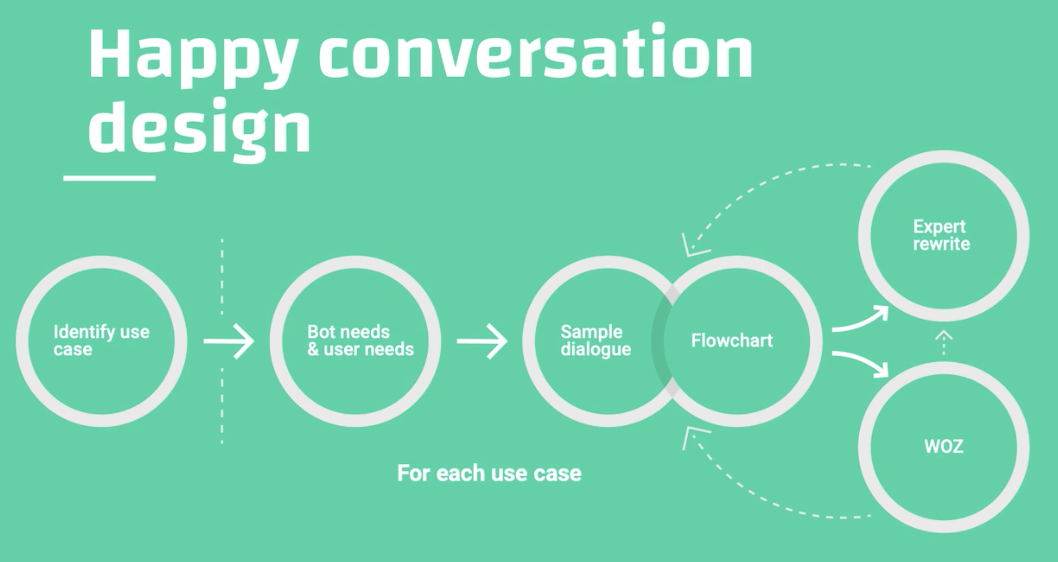 Happy conversation
design
Identify use
case
Bot needs
& user needs
Sample
dialogue
Flowchart
Expert
rewrite
WOZ
For each use case